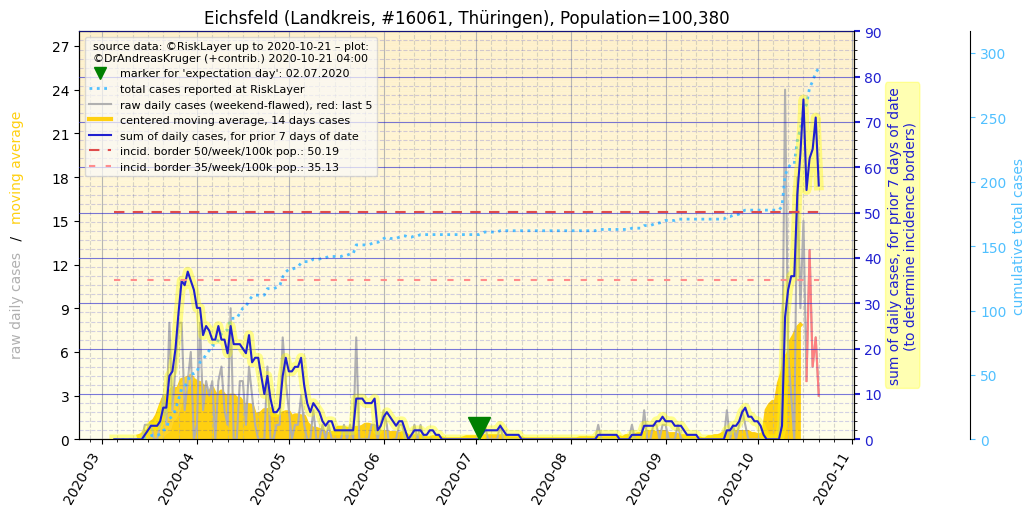 Eichsfeld (Landkreis, #16061, Thüringen), Population=100,380
source data: ©RiskLayer up to 2020-10-21 – plot:
©DrAndreasKruger (+contrib.) 2020-10-21 04:00
marker for 'expectation day': 02.07.2020
total cases reported at RiskLayer
raw daily cases (weekend-flawed), red: last 5
centered moving average, 14 days cases
sum of daily cases, for prior 7 days of date
incid. border 50/week/100k pop.: 50.19
incid. border 35/week/100k pop.: 35.13
raw daily cases / moving average
27
24
21
18
15
12
9
6
3
0
2020-03
2020-04
2020-05
2020-06
2020-07
2020-08
2020-09
2020-10
2020-11
90
80
70
60
50
40
30
20
10
0
sum of daily cases, for prior 7 days of date
(to determine incidence borders)
300
250
200
150
100
50
0
cumulative total cases